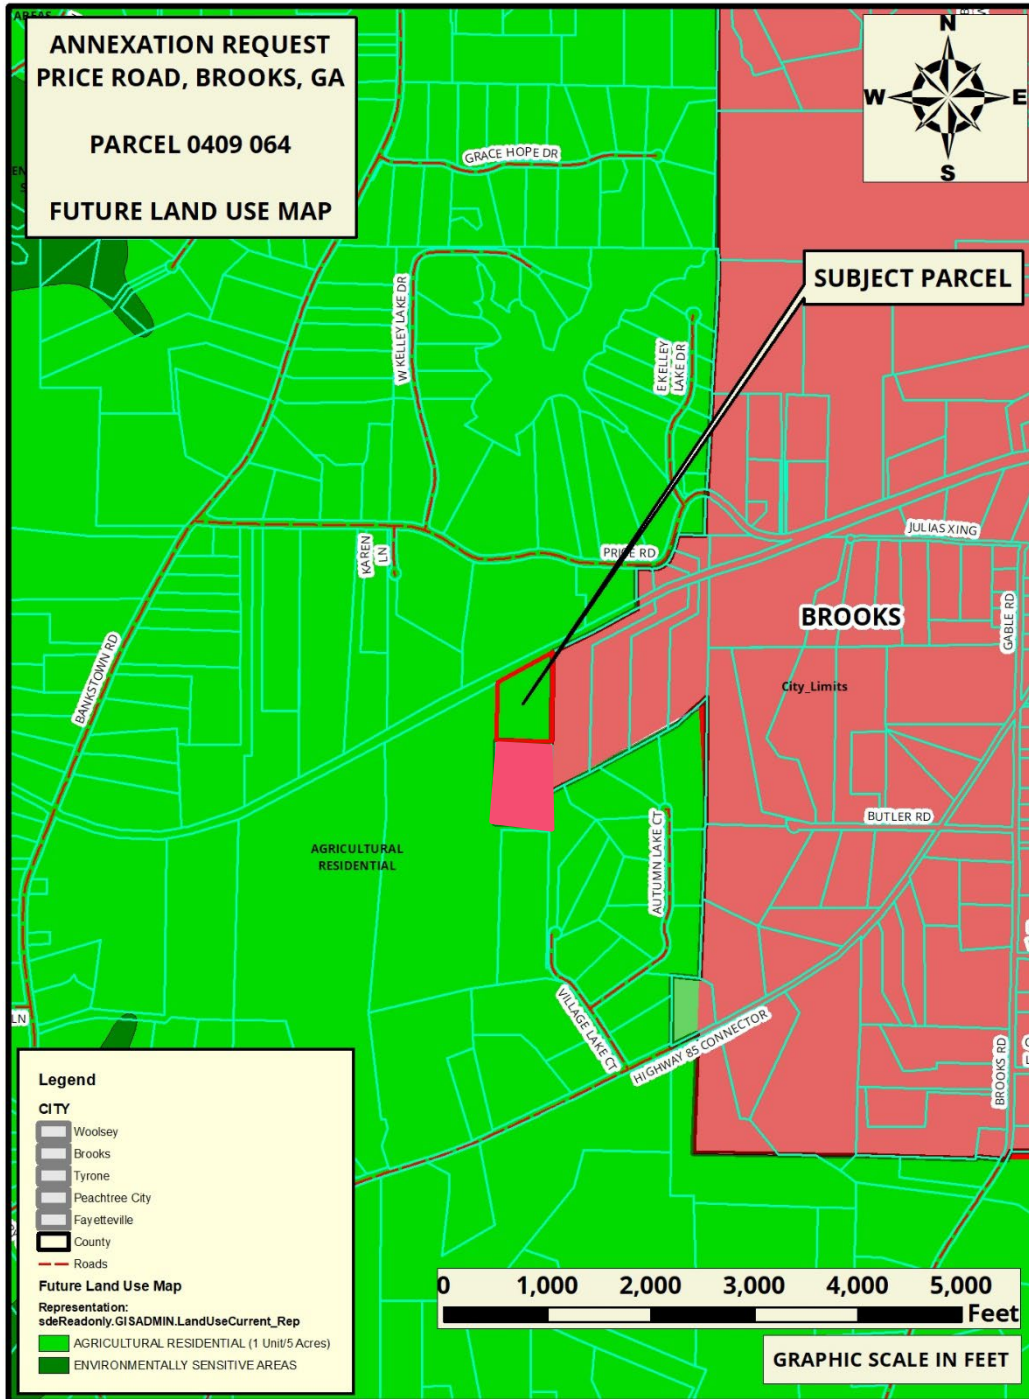 AREAS
ANNEXATION REQUEST
PRICE ROAD, BROOKS, GA
PARCEL 0409 064
FUTURE LAND USE MAP
N
W
E
S
GRACE HOPE DR
SUBJECT PARCEL
W KELLEY LAKE DR
E KELLEY
LAKE DR
PRICE RD
KAREN
LN
JULIAS XING
BROOKS
GABLE RD
City_Limits
BANKSTOWN RD
BUTLER RD
AGRICULTURAL
RESIDENTIAL
AUTUMN LAKE CT
VILLAGE LAKE CT
HIGHWAY 85 CONNECTOR
LN
BROOKS RD
Legend
CITY
Woolsey
Brooks
Tyrone
Peachtree City
Fayetteville
County
Roads
Future Land Use Map
Representation:
sdeReadonly.GISADMIN.LandUseCurrent_Rep
AGRICULTURAL RESIDENTIAL (1 Unit/5 Acres)
ENVIRONMENTALLY SENSITIVE AREAS
0 1,000 2,000 3,000 4,000 5,000
Feet
GRAPHIC SCALE IN FEET